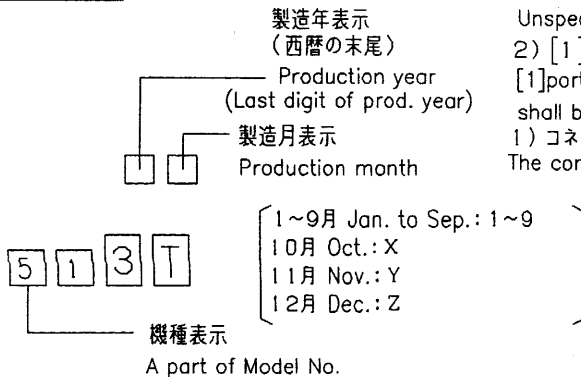 製造年表示
(西暦の末尾)
Production year
(Last digit of prod. year)
製造月表示
Production month
1~9月 Jan. to Sep.: 1~9
10月 Oct.: X
11月 Nov.: Y
12月 Dec.: Z
5 1 3 T
機種表示
A part of Model No.
2) [1]
[1]port
shall b
1) コネ
The con